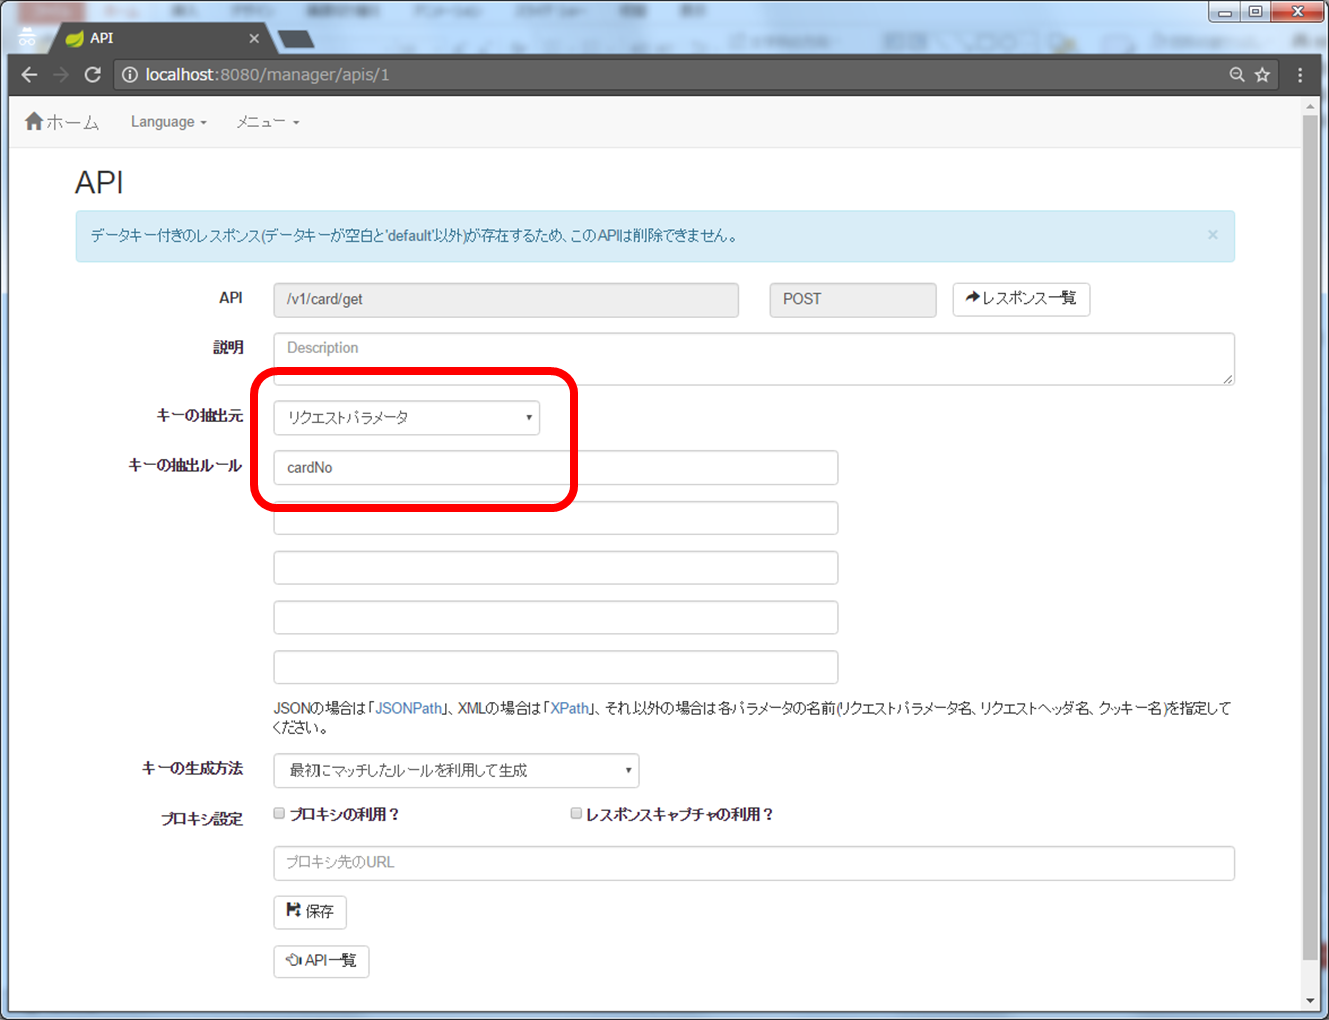 API
localhost:8080/manager/apis/1
ホーム Language メニュー
API
データキー付きのレスポンス(データキーが空白と'default'以外)が存在するため、このAPIは削除できません。
API /v1/card/get POST レスポンス一覧
説明 Description
キーの抽出元 リクエストパラメータ
キーの抽出ルール cardNo
JSONの場合は「JSONPath」、XMLの場合は「XPath」、それ以外の場合は各パラメータの名前(リクエストパラメータ名、リクエストヘッダ名、クッキー名)を指定して
ください。
キーの生成方法 最初にマッチしたルールを利用して生成
プロキシ設定 プロキシの利用？ レスポンスキャプチャの利用？
プロキシ先のURL
保存
API一覧